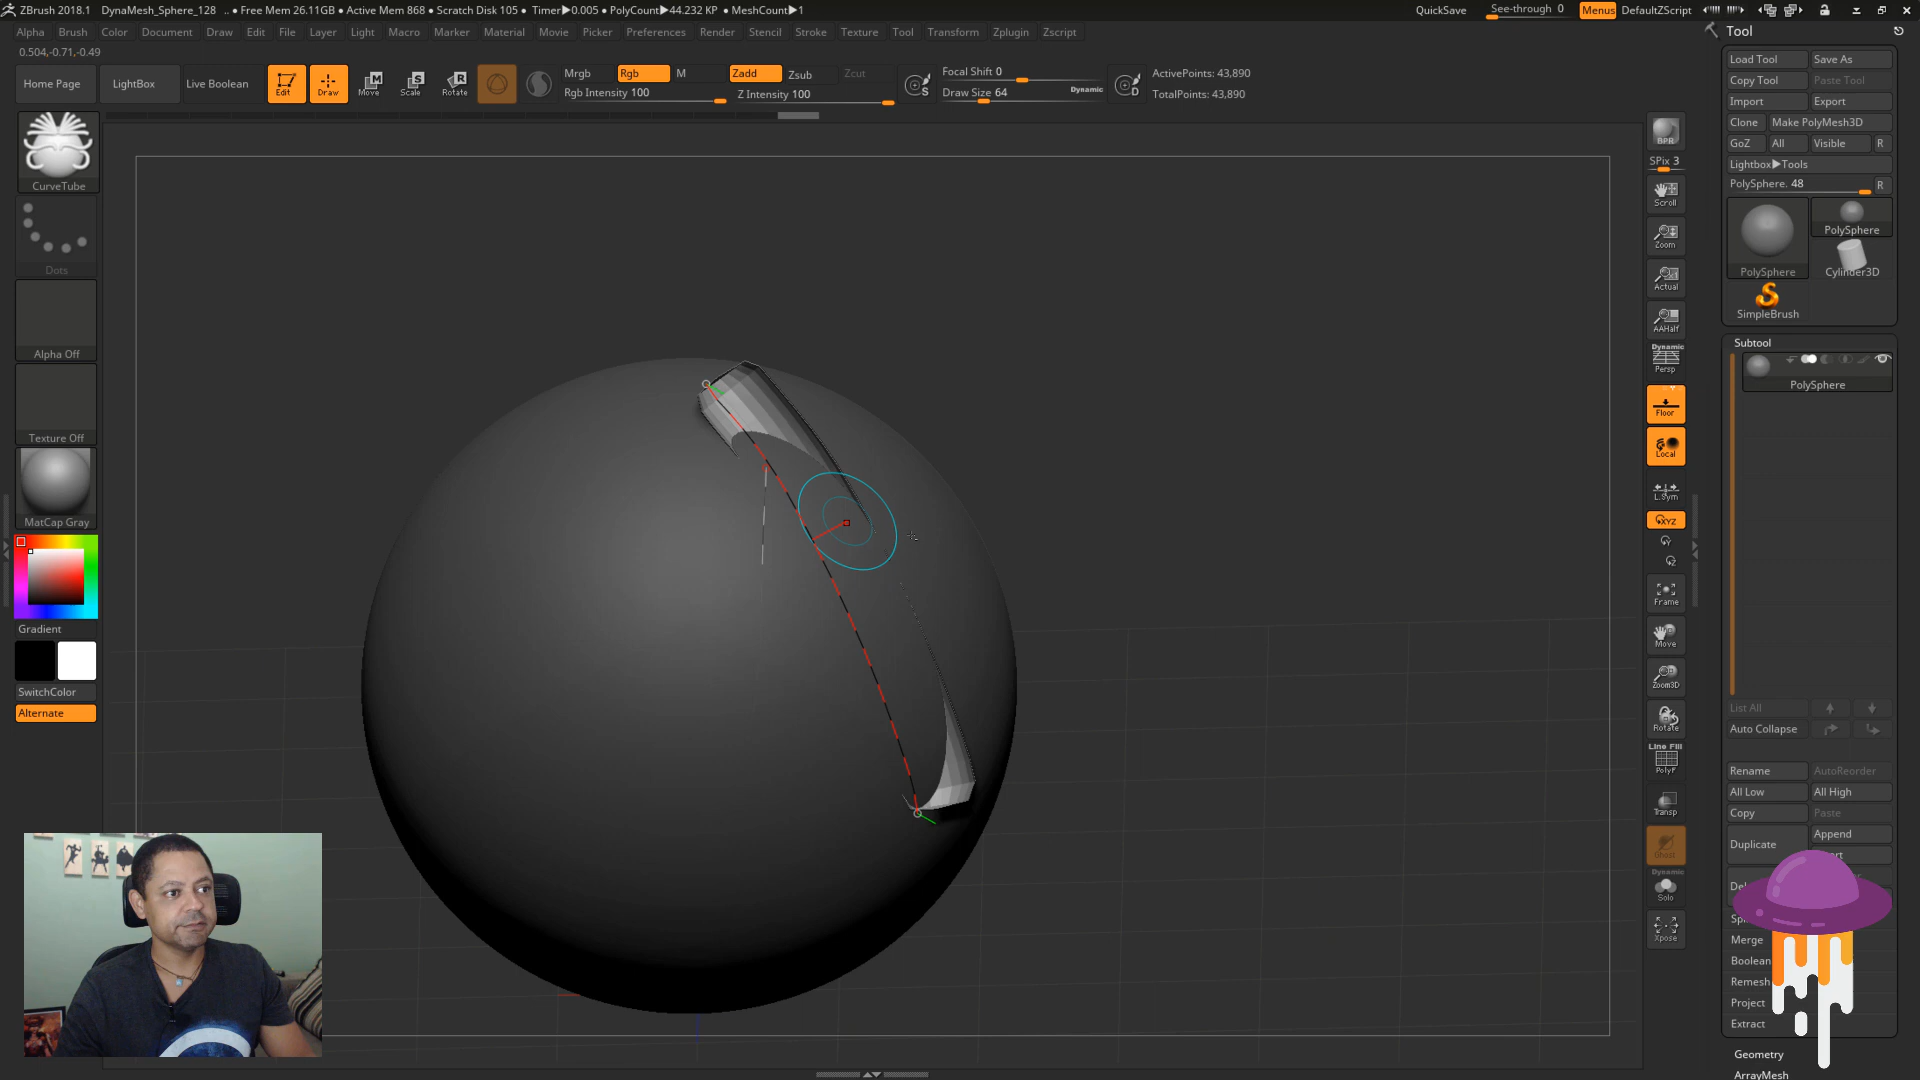 ZBrush 2018.1 DynaMesh_Sphere_128 .. ● Free Mem 26.11GB ● Active Mem 868 ● Scratch Disk 105 ● Timer▶0.005 ● PolyCount▶44.232 KP ● MeshCount▶1
QuickSave See-through 0 Menus DefaultZScript
Alpha Brush Color Document Draw Edit File Layer Light Macro Marker Material Movie Picker Preferences Render Stencil Stroke Texture Tool Transform Zplugin Zscript
0.504,-0.71,-0.49
Home Page LightBox Live Boolean Edit Draw Move Scale Rotate
Mrgb Rgb M Zadd Zsub Zcut
Rgb Intensity 100 Z Intensity 100
Focal Shift 0
Draw Size 64 Dynamic
S
D
ActivePoints: 43,890
TotalPoints: 43,890
CurveTube
Dots
Alpha Off
Texture Off
MatCap Gray
Gradient
SwitchColor
Alternate
BPR
SPix 3
Scroll
Zoom
Actual
AAHalf
Dynamic
Persp
Floor
Local
L.Sym
XYZ
Y
Z
Frame
Move
Zoom3D
Rotate
Line Fill
PolyF
Transp
Ghost
Dynamic
Solo
Xpose
Tool
Load Tool Save As
Copy Tool Paste Tool
Import Export
Clone Make PolyMesh3D
GoZ All Visible R
Lightbox▶Tools
PolySphere. 48 R
PolySphere
PolySphere
Cylinder3D
SimpleBrush
Subtool
PolySphere
List All
Auto Collapse
Rename AutoReorder
All Low All High
Copy Paste
Duplicate Append
Merge
Boolean
Remesh
Project
Extract
Geometry
ArrayMesh